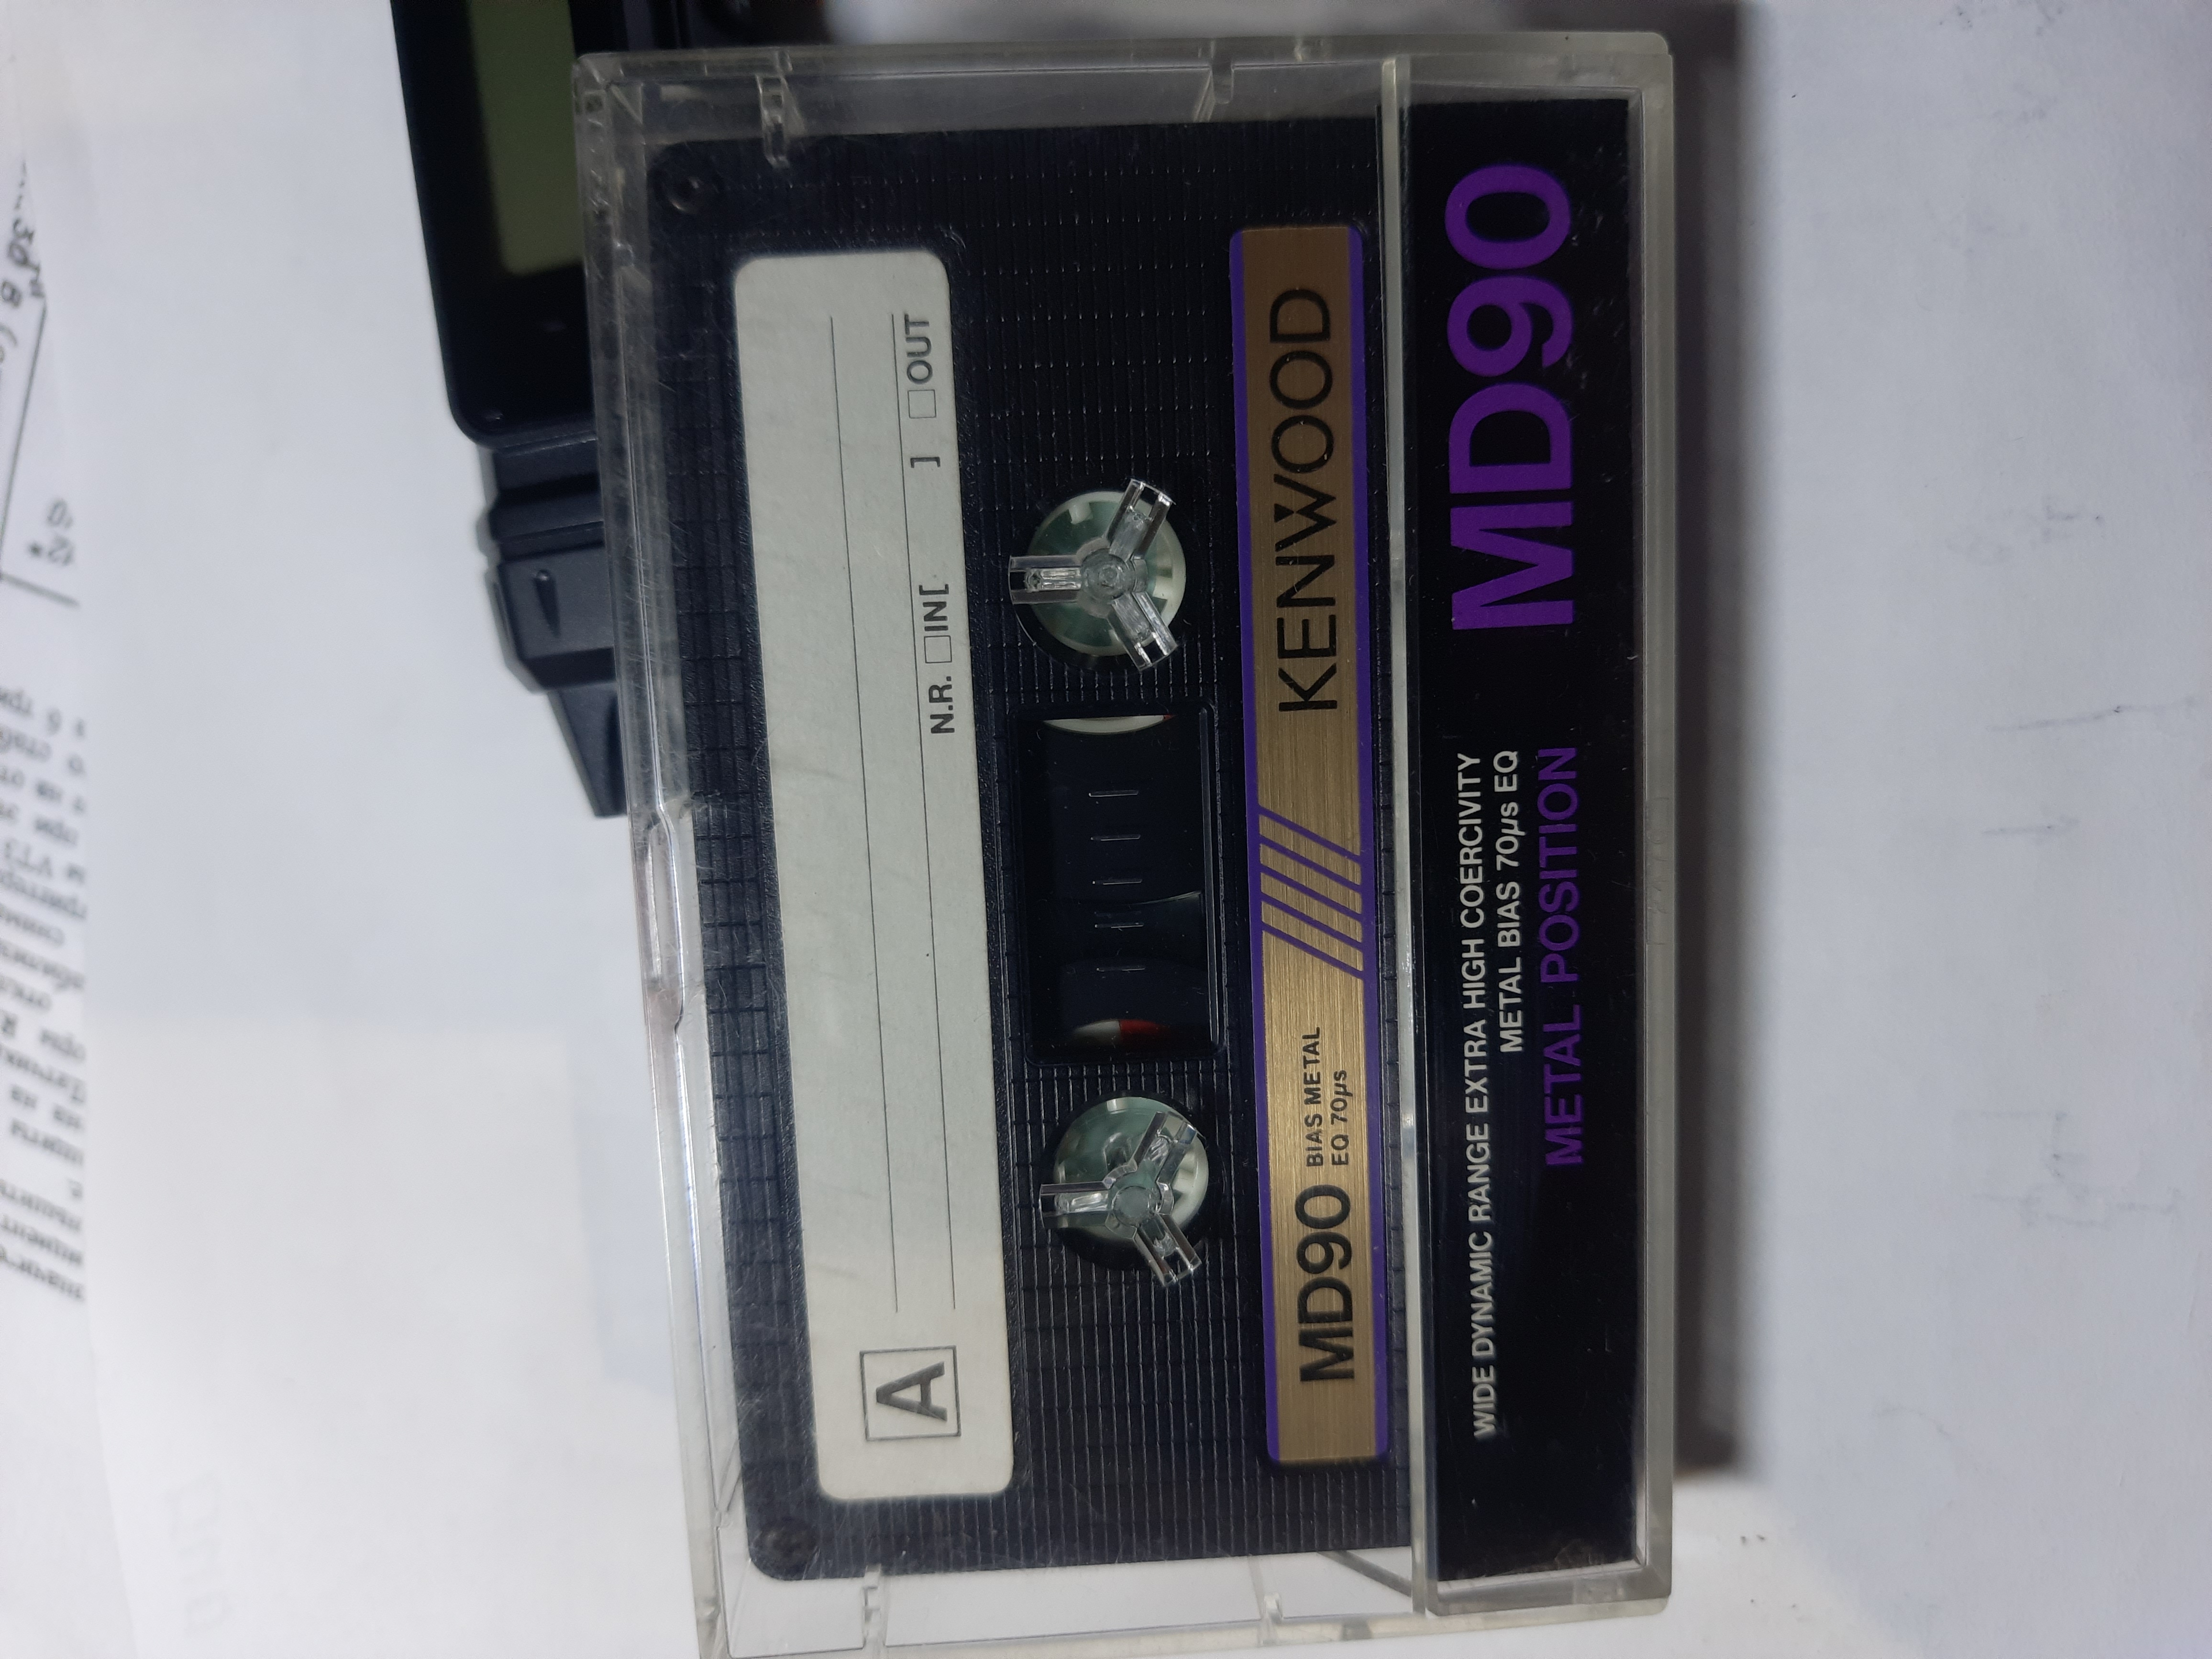 A
N.R. □IN[ ] □OUT
MD90 BIAS METAL
EQ 70μs
KENWOOD
WIDE DYNAMIC RANGE EXTRA HIGH COERCIVITY
METAL BIAS 70μs EQ
METAL POSITION
MD90